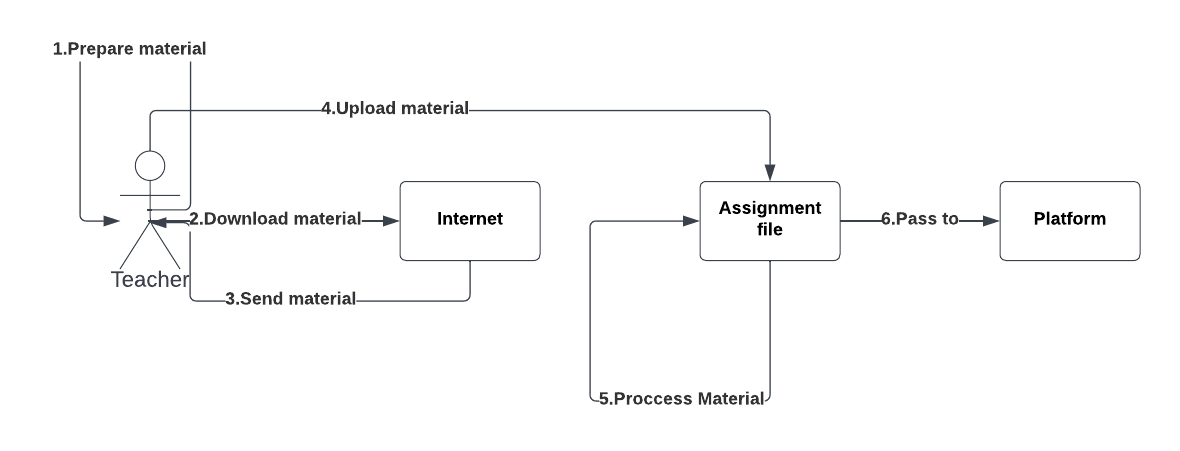 1.Prepare material
4.Upload material
2.Download material
Internet
Assignment
file
6.Pass to
Platform
Teacher
3.Send material
5.Proccess Material